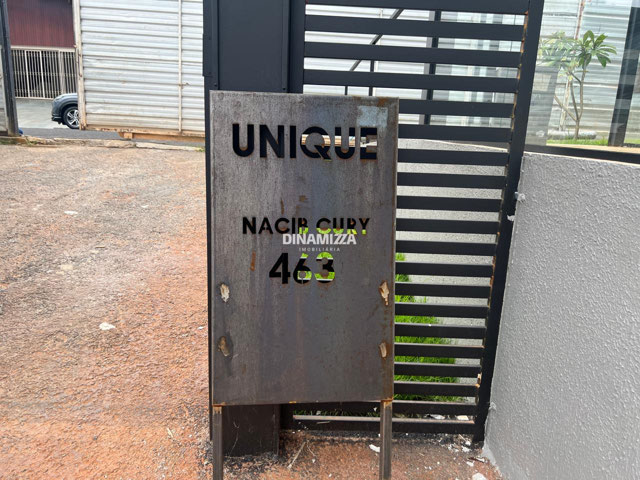 UNIQUE
NACIB CURY
DINAMIZZA
IMOBILIÁRIA
463